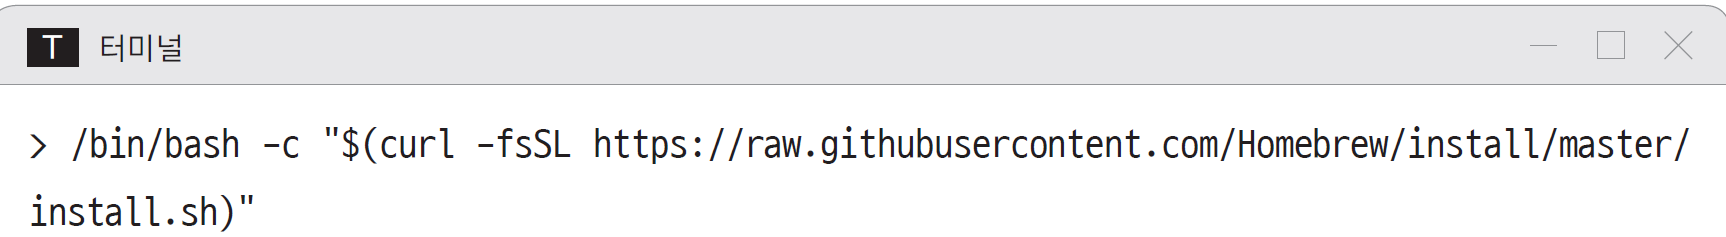 T 터미널
> /bin/bash -c "$(curl -fsSL https://raw.githubusercontent.com/Homebrew/install/master/
install.sh)"